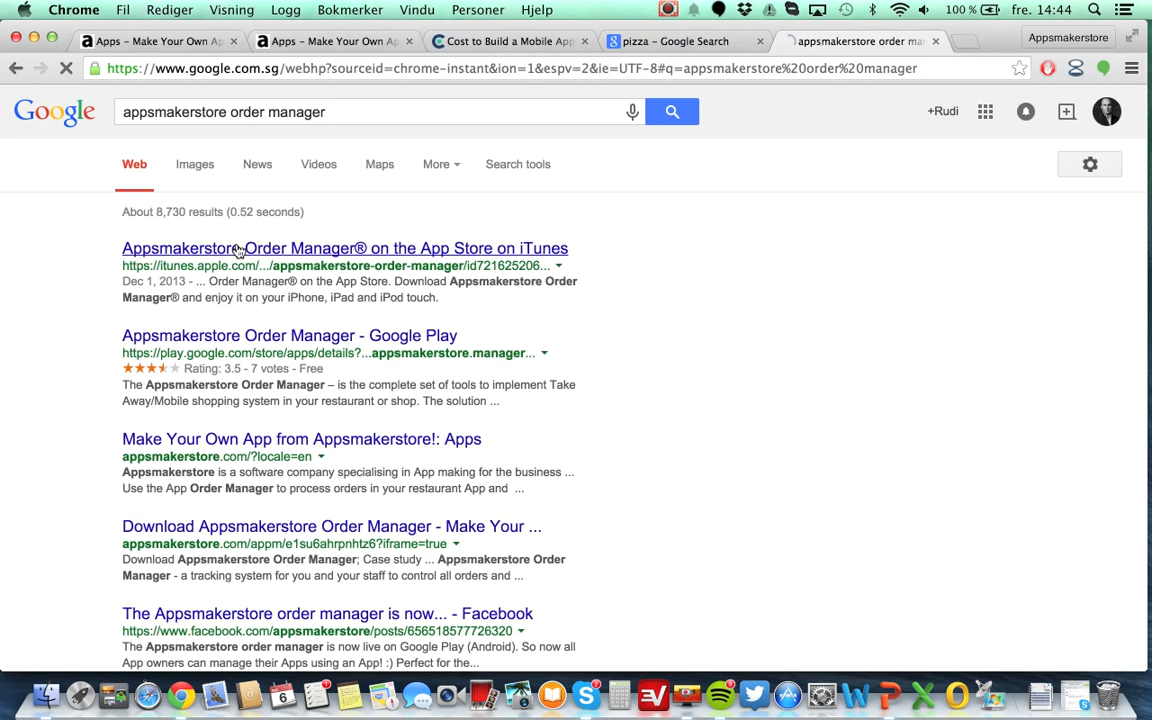 Chrome Fil Rediger Visning Logg Bokmerker Vindu Personer Hjelp 100 % fre. 14:44
Apps – Make Your Own Ap × Apps – Make Your Own Ap × Cost to Build a Mobile App × pizza – Google Search × appsmakerstore order mar × Appsmakerstore
https://www.google.com.sg/webhp?sourceid=chrome-instant&ion=1&espv=2&ie=UTF-8#q=appsmakerstore%20order%20manager
Google appsmakerstore order manager +Rudi
Web Images News Videos Maps More Search tools
About 8,730 results (0.52 seconds)
Appsmakerstore Order Manager® on the App Store on iTunes
https://itunes.apple.com/.../appsmakerstore-order-manager/id721625206...
Dec 1, 2013 - ... Order Manager® on the App Store. Download Appsmakerstore Order
Manager® and enjoy it on your iPhone, iPad and iPod touch.
Appsmakerstore Order Manager - Google Play
https://play.google.com/store/apps/details?...appsmakerstore.manager...
Rating: 3.5 - 7 votes - Free
The Appsmakerstore Order Manager – is the complete set of tools to implement Take
Away/Mobile shopping system in your restaurant or shop. The solution ...
Make Your Own App from Appsmakerstore!: Apps
appsmakerstore.com/?locale=en
Appsmakerstore is a software company specialising in App making for the business ...
Use the App Order Manager to process orders in your restaurant App and ...
Download Appsmakerstore Order Manager - Make Your ...
appsmakerstore.com/appm/e1su6ahrpnhtz6?iframe=true
Download Appsmakerstore Order Manager; Case study ... Appsmakerstore Order
Manager - a tracking system for you and your staff to control all orders and ...
The Appsmakerstore order manager is now... - Facebook
https://www.facebook.com/appsmakerstore/posts/656518577726320
The Appsmakerstore order manager is now live on Google Play (Android). So now all
App owners can manage their Apps using an App! :) Perfect for the...